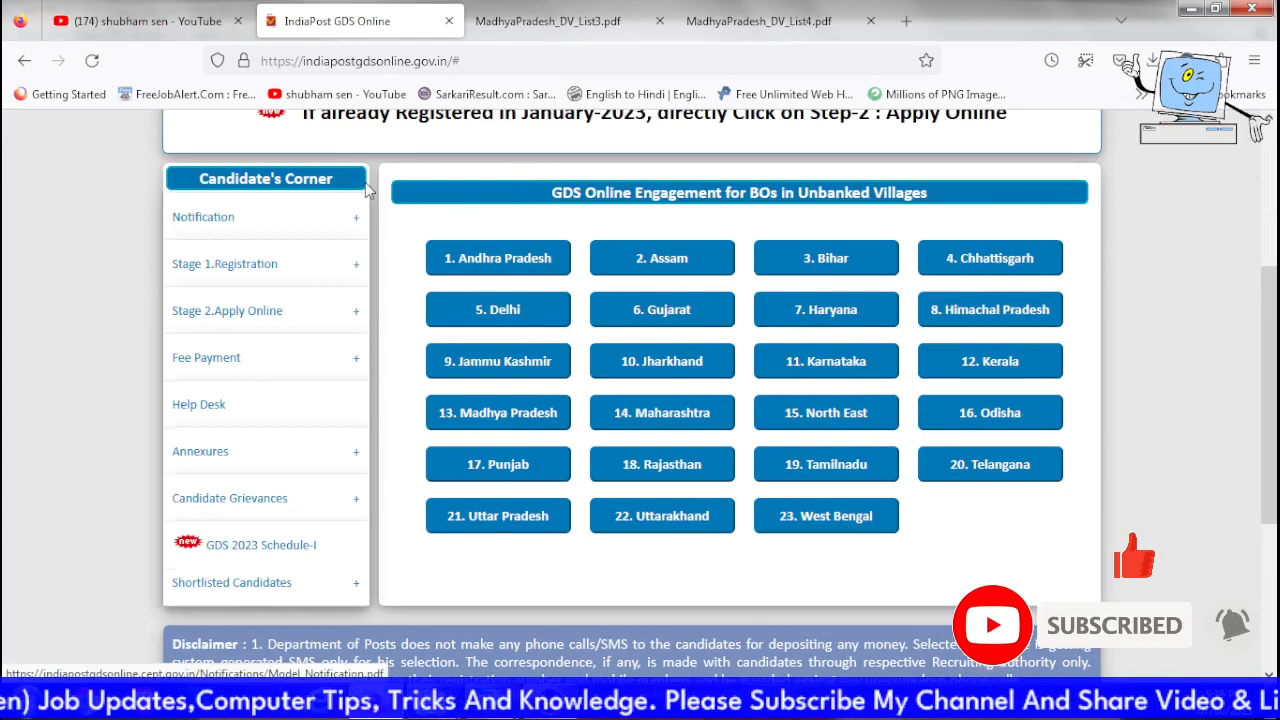 (174) shubham sen - YouTube
IndiaPost GDS Online
MadhyaPradesh_DV_List3.pdf
MadhyaPradesh_DV_List4.pdf
https://indiapostgdsonline.gov.in/#
Getting Started
FreeJobAlert.Com : Fre...
shubham sen - YouTube
SarkariResult.com : Sar...
English to Hindi | Engli...
Free Unlimited Web H...
Millions of PNG Image...
If already Registered in January-2023, directly Click on Step-2 : Apply Online
Candidate's Corner
Notification +
Stage 1.Registration +
Stage 2.Apply Online +
Fee Payment +
Help Desk
Annexures +
Candidate Grievances +
new GDS 2023 Schedule-I
Shortlisted Candidates +
GDS Online Engagement for BOs in Unbanked Villages
1. Andhra Pradesh 2. Assam 3. Bihar 4. Chhattisgarh
5. Delhi 6. Gujarat 7. Haryana 8. Himachal Pradesh
9. Jammu Kashmir 10. Jharkhand 11. Karnataka 12. Kerala
13. Madhya Pradesh 14. Maharashtra 15. North East 16. Odisha
17. Punjab 18. Rajasthan 19. Tamilnadu 20. Telangana
21. Uttar Pradesh 22. Uttarakhand 23. West Bengal
SUBSCRIBED
Disclaimer : 1. Department of Posts does not make any phone calls/SMS to the candidates for depositing any money.
system generated SMS only for his selection. The correspondence, if any, is made with candidates through respective Recruiting authority only.
https://indiapostgdsonline.cept.gov.in/Notifications/Model_Notification.pdf
en) Job Updates,Computer Tips, Tricks And Knowledge. Please Subscribe My Channel And Share Video & Li